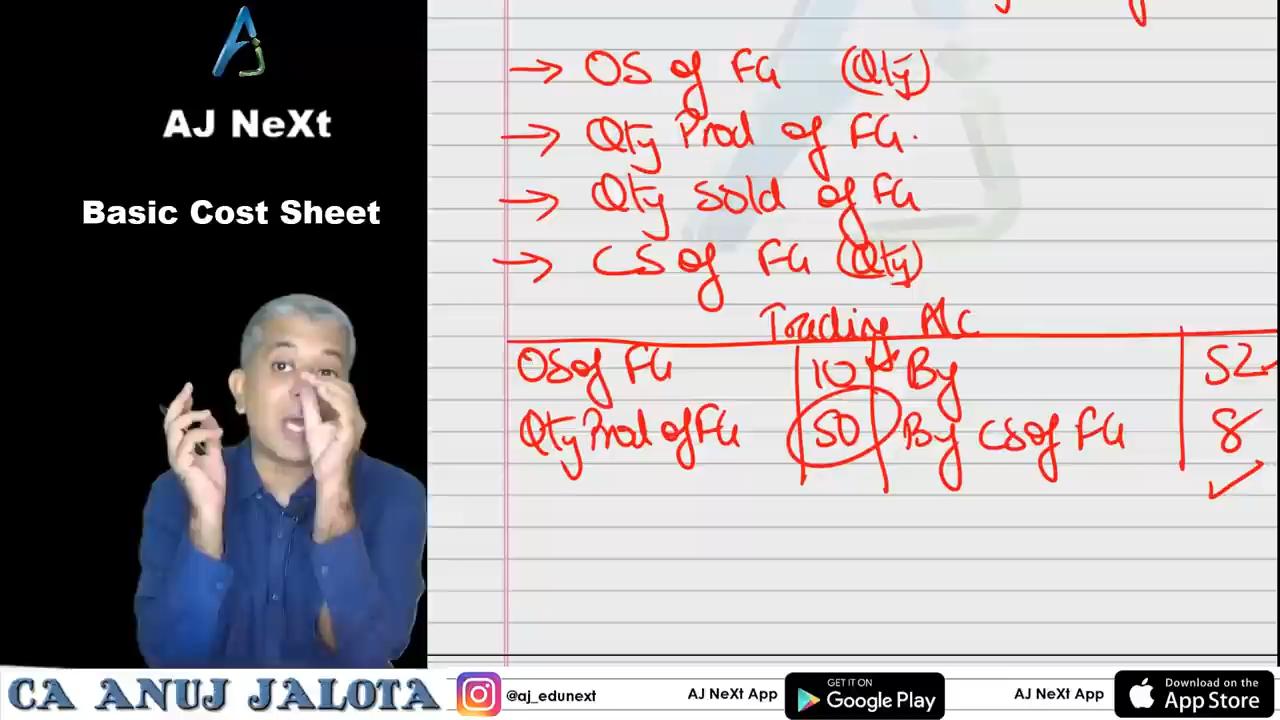 AJ NeXt
Basic Cost Sheet
→ OS of FG (Qty)
→ Qty Prod of FG.
→ Qty sold of FG
→ CS of FG (Qty)
Trading A/c
OS of FG 10 By 52
Qty Prod of FG 50 By CS of FG 8
CA ANUJ JALOTA
@aj_edunext
AJ NeXt App
GET IT ON
Google Play
AJ NeXt App
Download on the
App Store